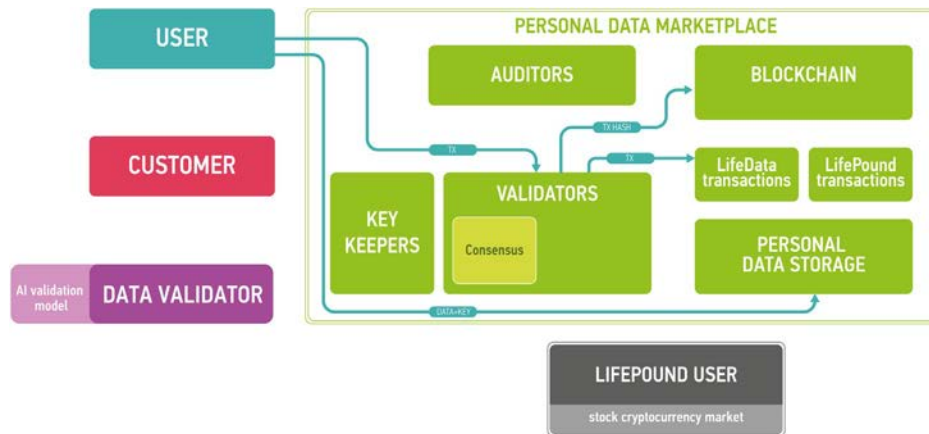 USER
PERSONAL DATA MARKETPLACE
AUDITORS
BLOCKCHAIN
TX HASH
CUSTOMER
TX
TX
LifeData
transactions
LifePound
transactions
KEY
KEEPERS
VALIDATORS
Consensus
PERSONAL
DATA STORAGE
AI validation
model
DATA VALIDATOR
DATA+KEY
LIFEPOUND USER
stock cryptocurrency market